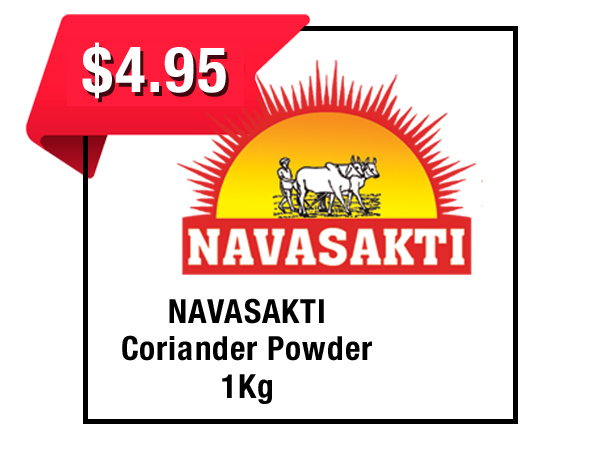 $4.95
NAVASAKTI
NAVASAKTI
Coriander Powder
1Kg